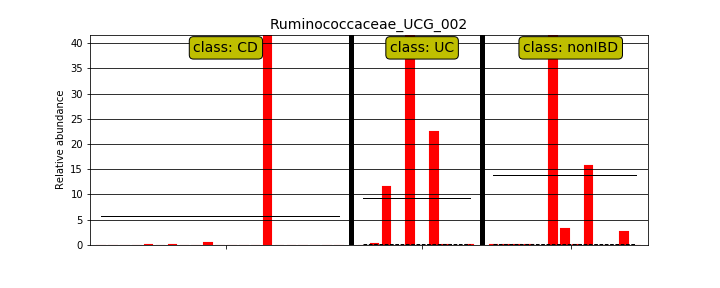 Ruminococcaceae_UCG_002
class: CD
class: UC
class: nonIBD
Relative abundance
40
35
30
25
20
15
10
5
0